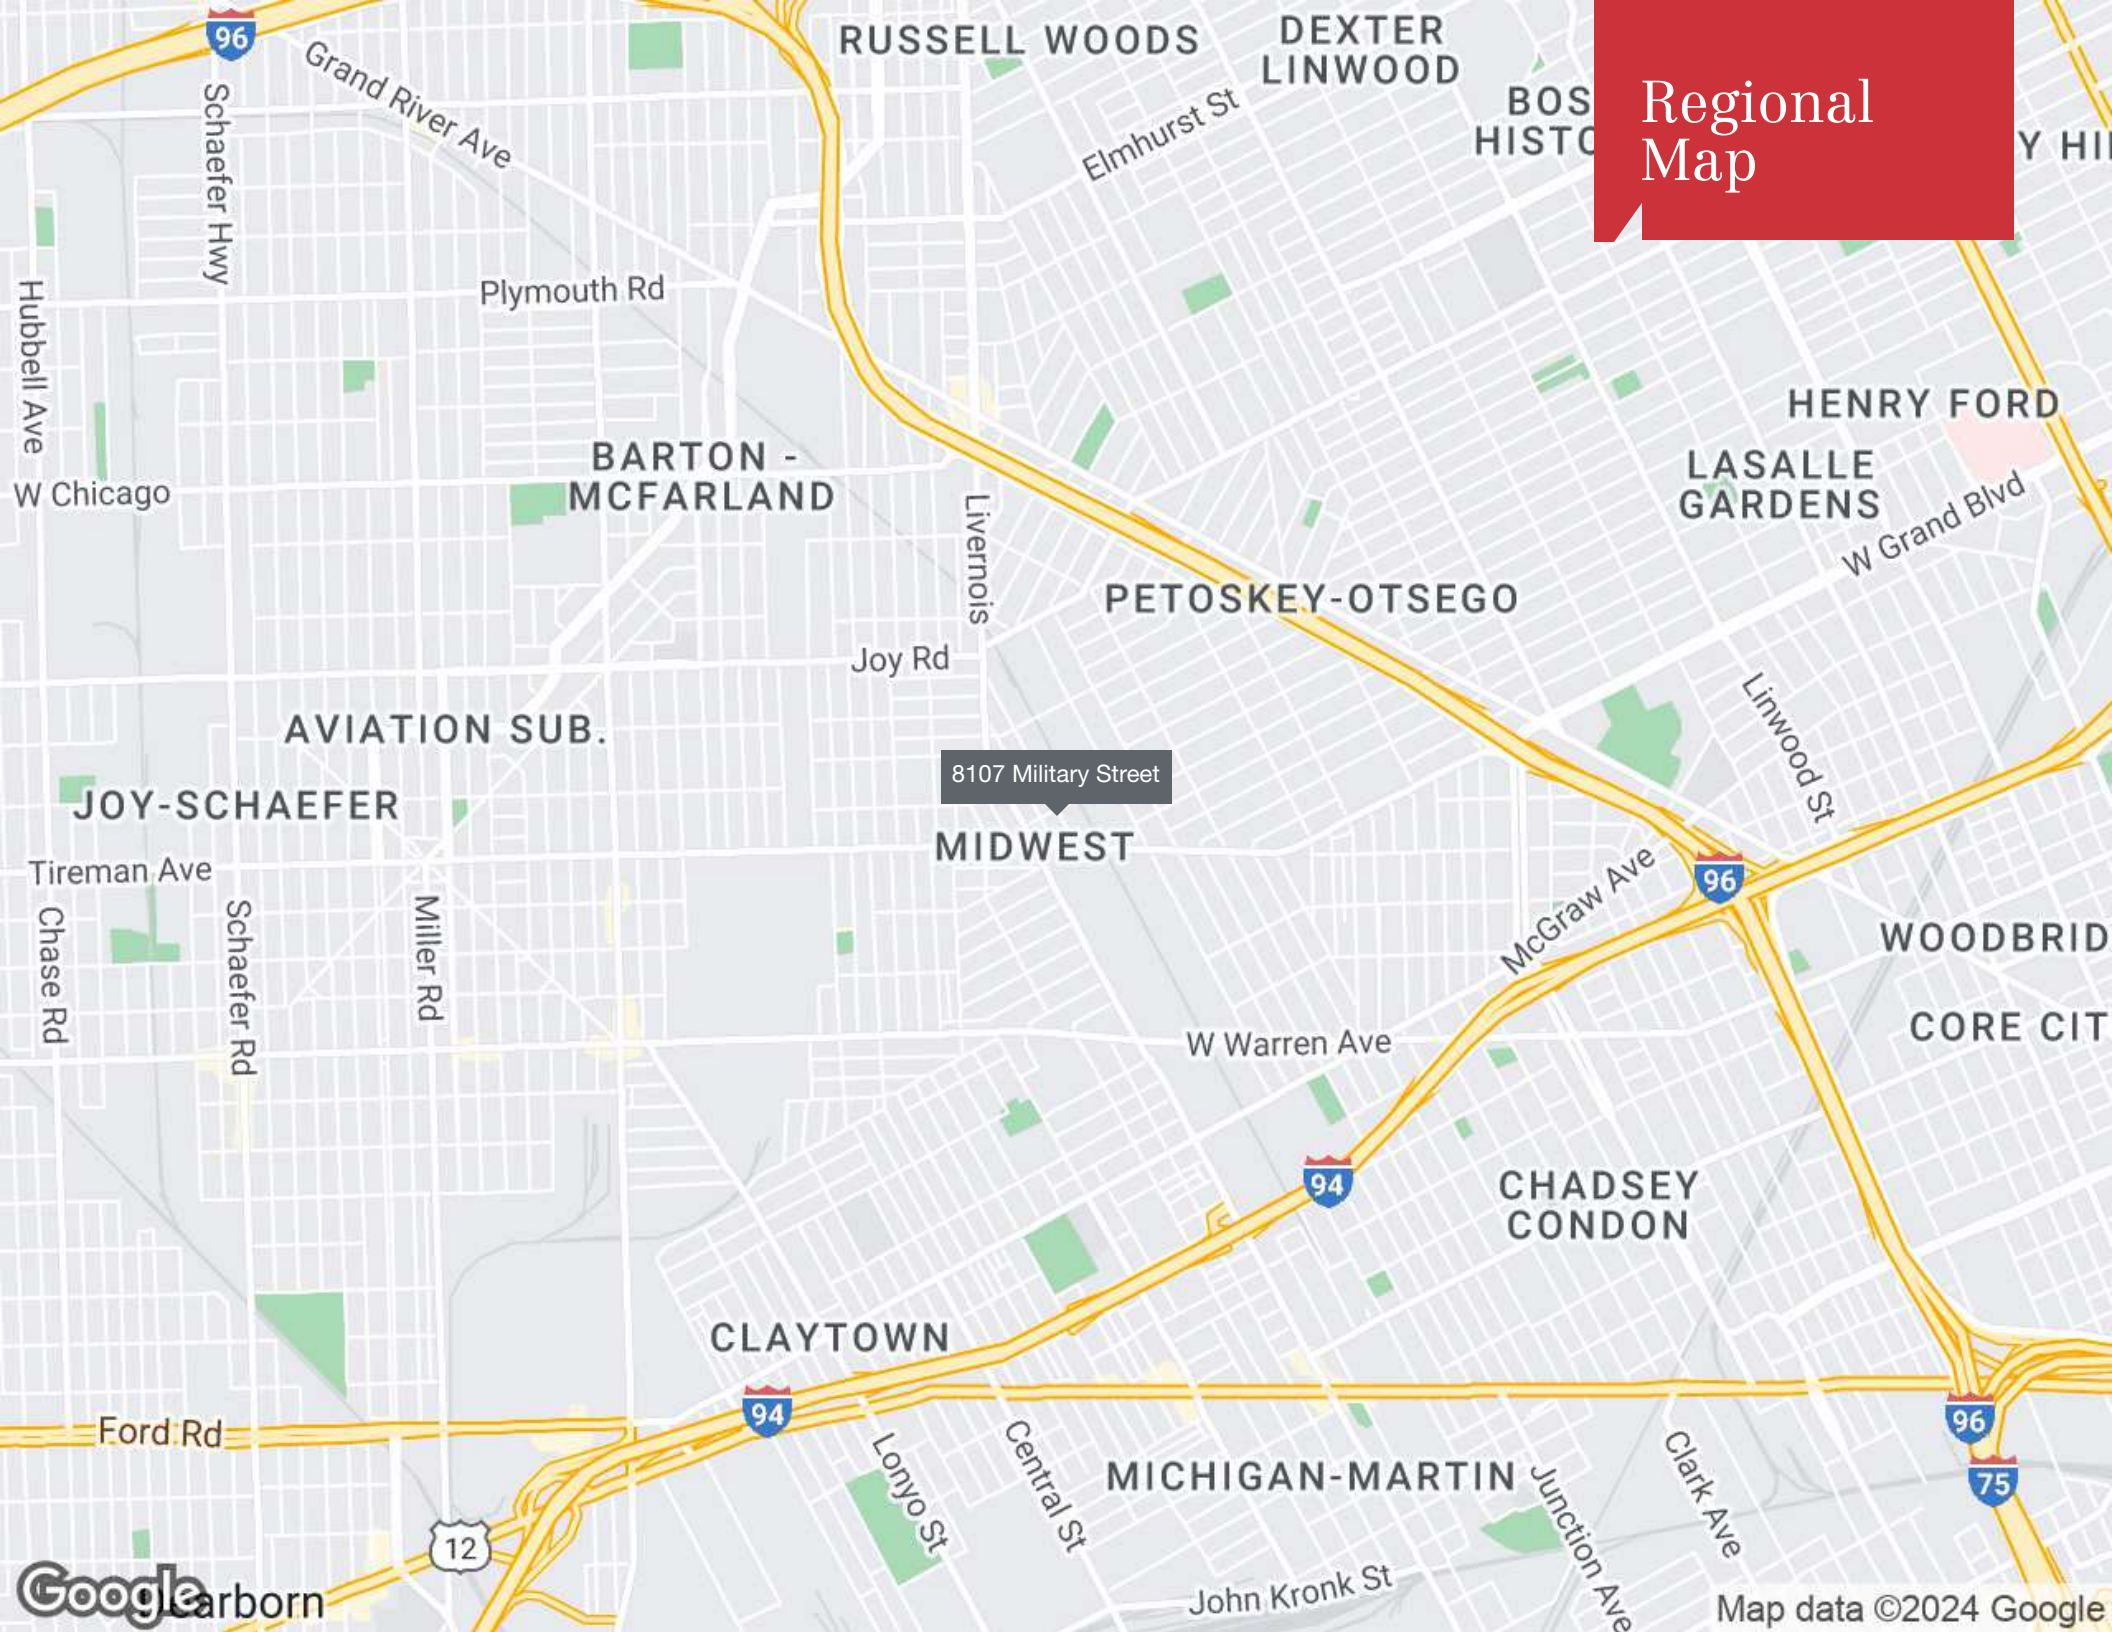 96
Grand River Ave
Schaefer Hwy
RUSSELL WOODS
DEXTER
LINWOOD
Elmhurst St
BOS
HISTO
Regional
Map
Y HI
Hubbell Ave
Plymouth Rd
HENRY FORD
BARTON -
MCFARLAND
W Chicago
Livernois
LASALLE
GARDENS
W Grand Blvd
PETOSKEY-OTSEGO
Joy Rd
AVIATION SUB.
Linwood St
8107 Military Street
JOY-SCHAEFER
MIDWEST
Tireman Ave
96
McGraw Ave
Chase Rd
Schaefer Rd
Miller Rd
WOODBRID
CORE CIT
W Warren Ave
94
CHADSEY
CONDON
CLAYTOWN
94
Ford Rd
96
Lonyo St
Central St
MICHIGAN-MARTIN
Junction Ave
Clark Ave
75
12
John Kronk St
Google
Dearborn
Map data ©2024 Google